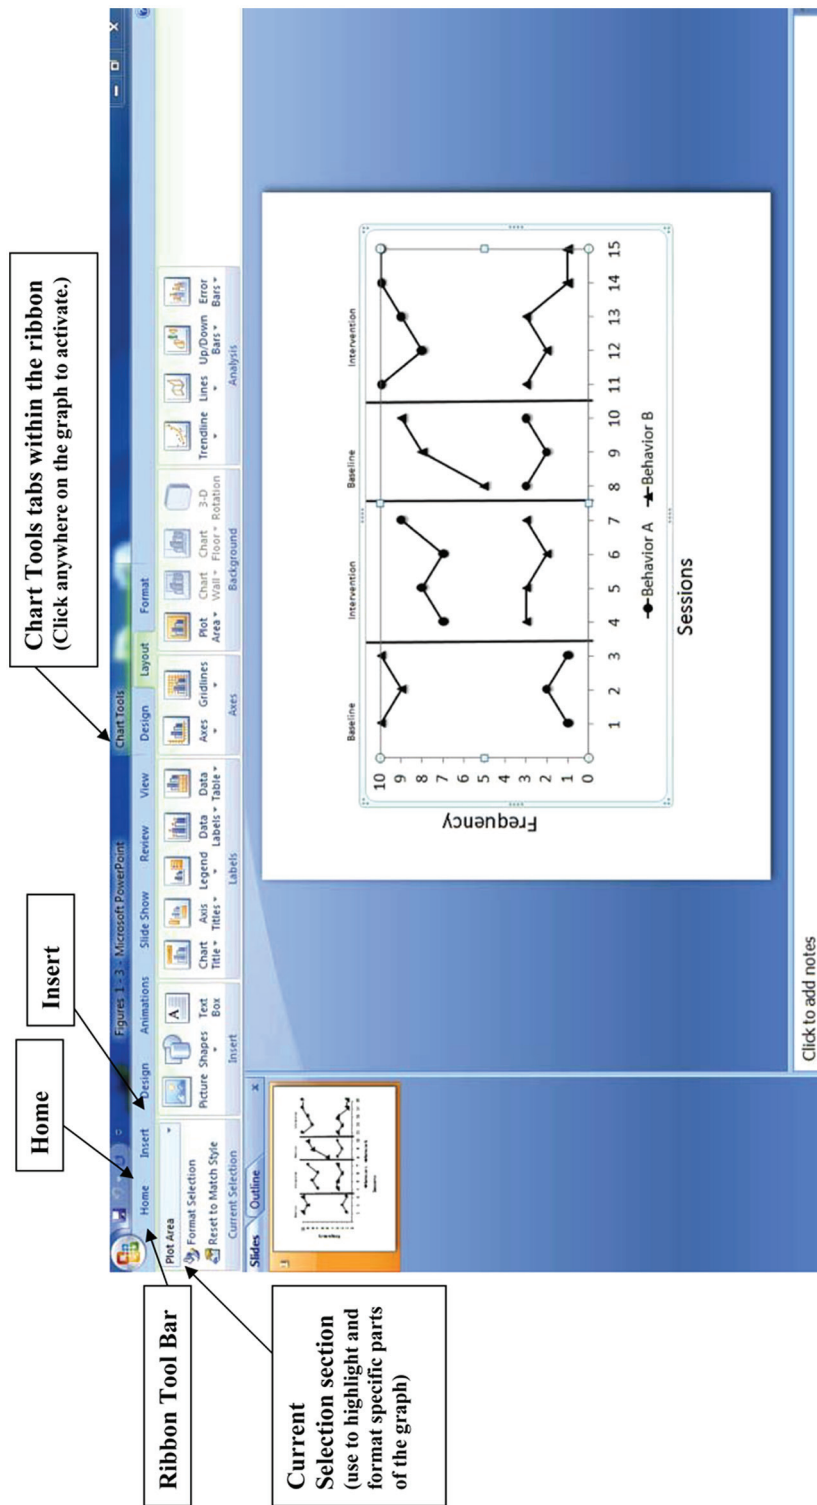 Chart Tools tabs within the ribbon
(Click anywhere on the graph to activate.)
Insert
Home
Ribbon Tool Bar
Current
Selection section
(use to highlight and
format specific parts
of the graph)
Figures 1 - 3 - Microsoft PowerPoint
Chart Tools
Home Insert Design Animations Slide Show Review View Design Layout Format
Plot Area
Format Selection
Reset to Match Style
Current Selection
Picture Shapes Text
Box
Insert
Chart
Title
Axis
Titles
Legend
Data
Labels
Data
Table
Labels
Axes Gridlines
Axes
Plot
Area
Chart
Wall
Chart
Floor
3-D
Rotation
Background
Trendline Lines Up/Down
Bars
Error
Bars
Analysis
Slides Outline x
Baseline Intervention Baseline Intervention
Frequency
10
9
8
7
6
5
4
3
2
1
0
1 2 3 4 5 6 7 8 9 10 11 12 13 14 15
Behavior A Behavior B
Sessions
Click to add notes